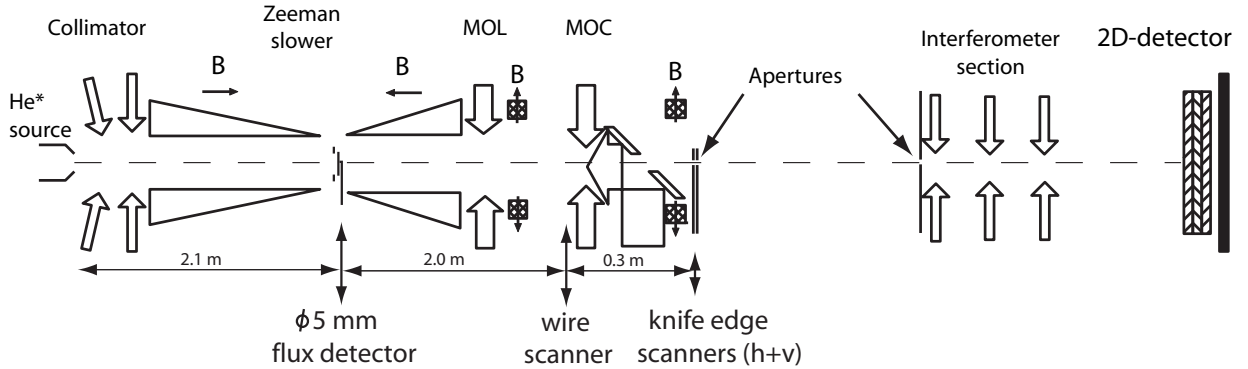 Collimator
Zeeman
slower
MOL
MOC
Interferometer
section
2D-detector
He*
source
B
B
B
B
Apertures
2.1 m
2.0 m
0.3 m
ϕ5 mm
flux detector
wire
scanner
knife edge
scanners (h+v)